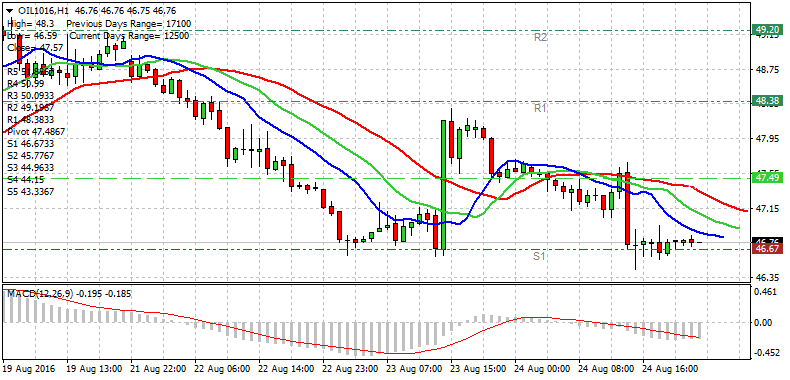 OIL1016,H1 46.76 46.76 46.75 46.76
High= 48.3 Previous Days Range= 17100
Low= 46.59 Current Days Range= 12500
Close= 47.57
R5
R4 50.99
R3 50.0933
R2 49.1967
R1 48.3833
Pivot 47.4867
S1 46.6733
S2 45.7767
S3 44.9633
S4 44.15
S5 43.3367
R2
R1
S1
49.20
48.75
48.38
47.95
47.49
47.15
46.76
46.67
46.35
MACD(12,26,9) -0.195 -0.185
0.461
0.00
-0.452
19 Aug 2016
19 Aug 13:00
21 Aug 22:00
22 Aug 06:00
22 Aug 14:00
22 Aug 23:00
23 Aug 07:00
23 Aug 15:00
24 Aug 00:00
24 Aug 08:00
24 Aug 16:00